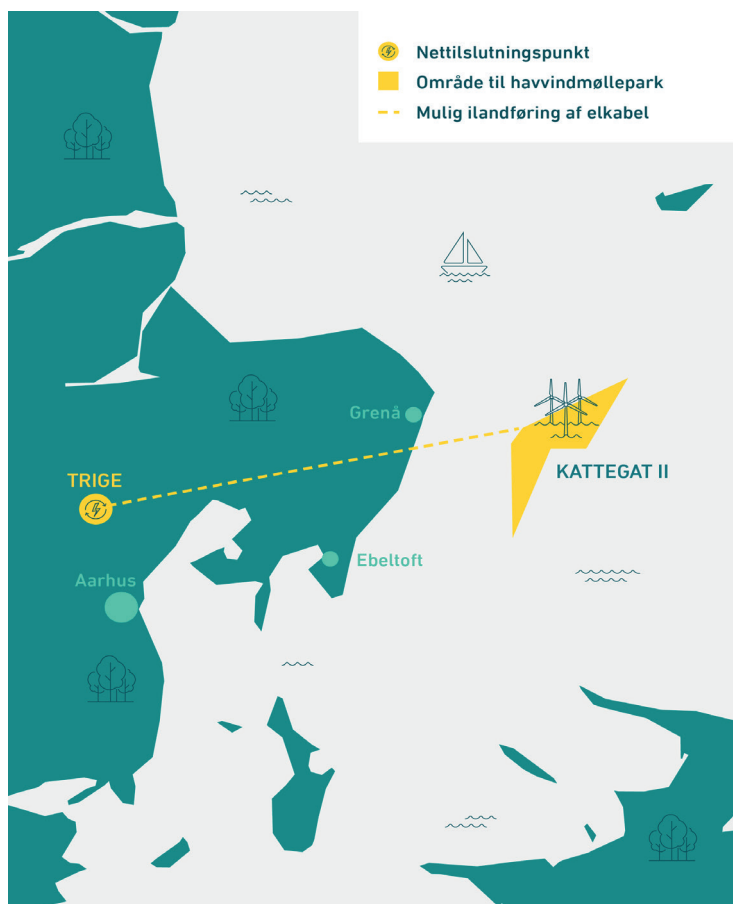 Nettilslutningspunkt
Område til havvindmøllepark
Mulig ilandføring af elkabel
Grenå
TRIGE
KATTEGAT II
Ebeltoft
Aarhus